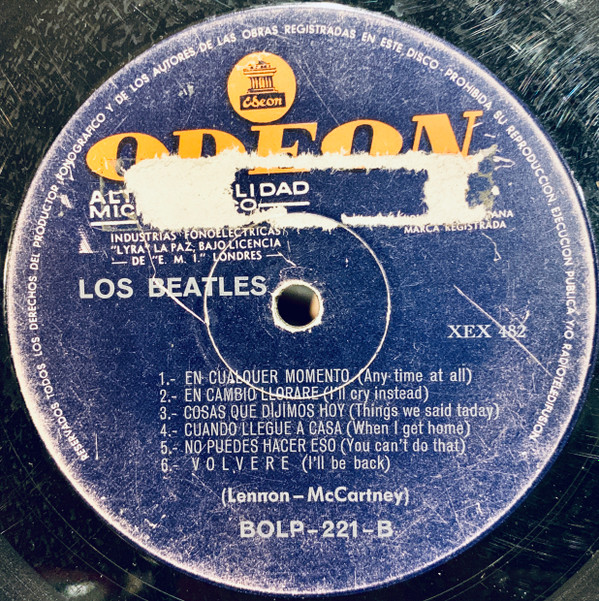 RESERVADOS TODOS LOS DERECHOS DEL PRODUCTOR FONOGRAFICO Y DE LOS AUTORES DE LAS OBRAS REGISTRADAS EN ESTE DISCO - PROHIBIDA SU REPRODUCCION, EJECUCION PUBLICA Y/O RADIOTELEDIFUSION
Odeon
ODEON
MARCA REGISTRADA
INDUSTRIAS FONOELECTRICAS
"LYRA" LA PAZ, BAJO LICENCIA
— DE "E. M. I." LONDRES —
LOS BEATLES
XEX 482
1.- EN CUALQUER MOMENTO (Any time at all)
2.- EN CAMBIO LLORARE (I'll cry instead)
3.- COSAS QUE DIJIMOS HOY (Things we said taday)
4.- CUANDO LLEGUE A CASA (When I get home)
5.- NO PUEDES HACER ESO (You can't do that)
6.- VOLVERE (I'll be back)
(Lennon - McCartney)
BOLP-221-B